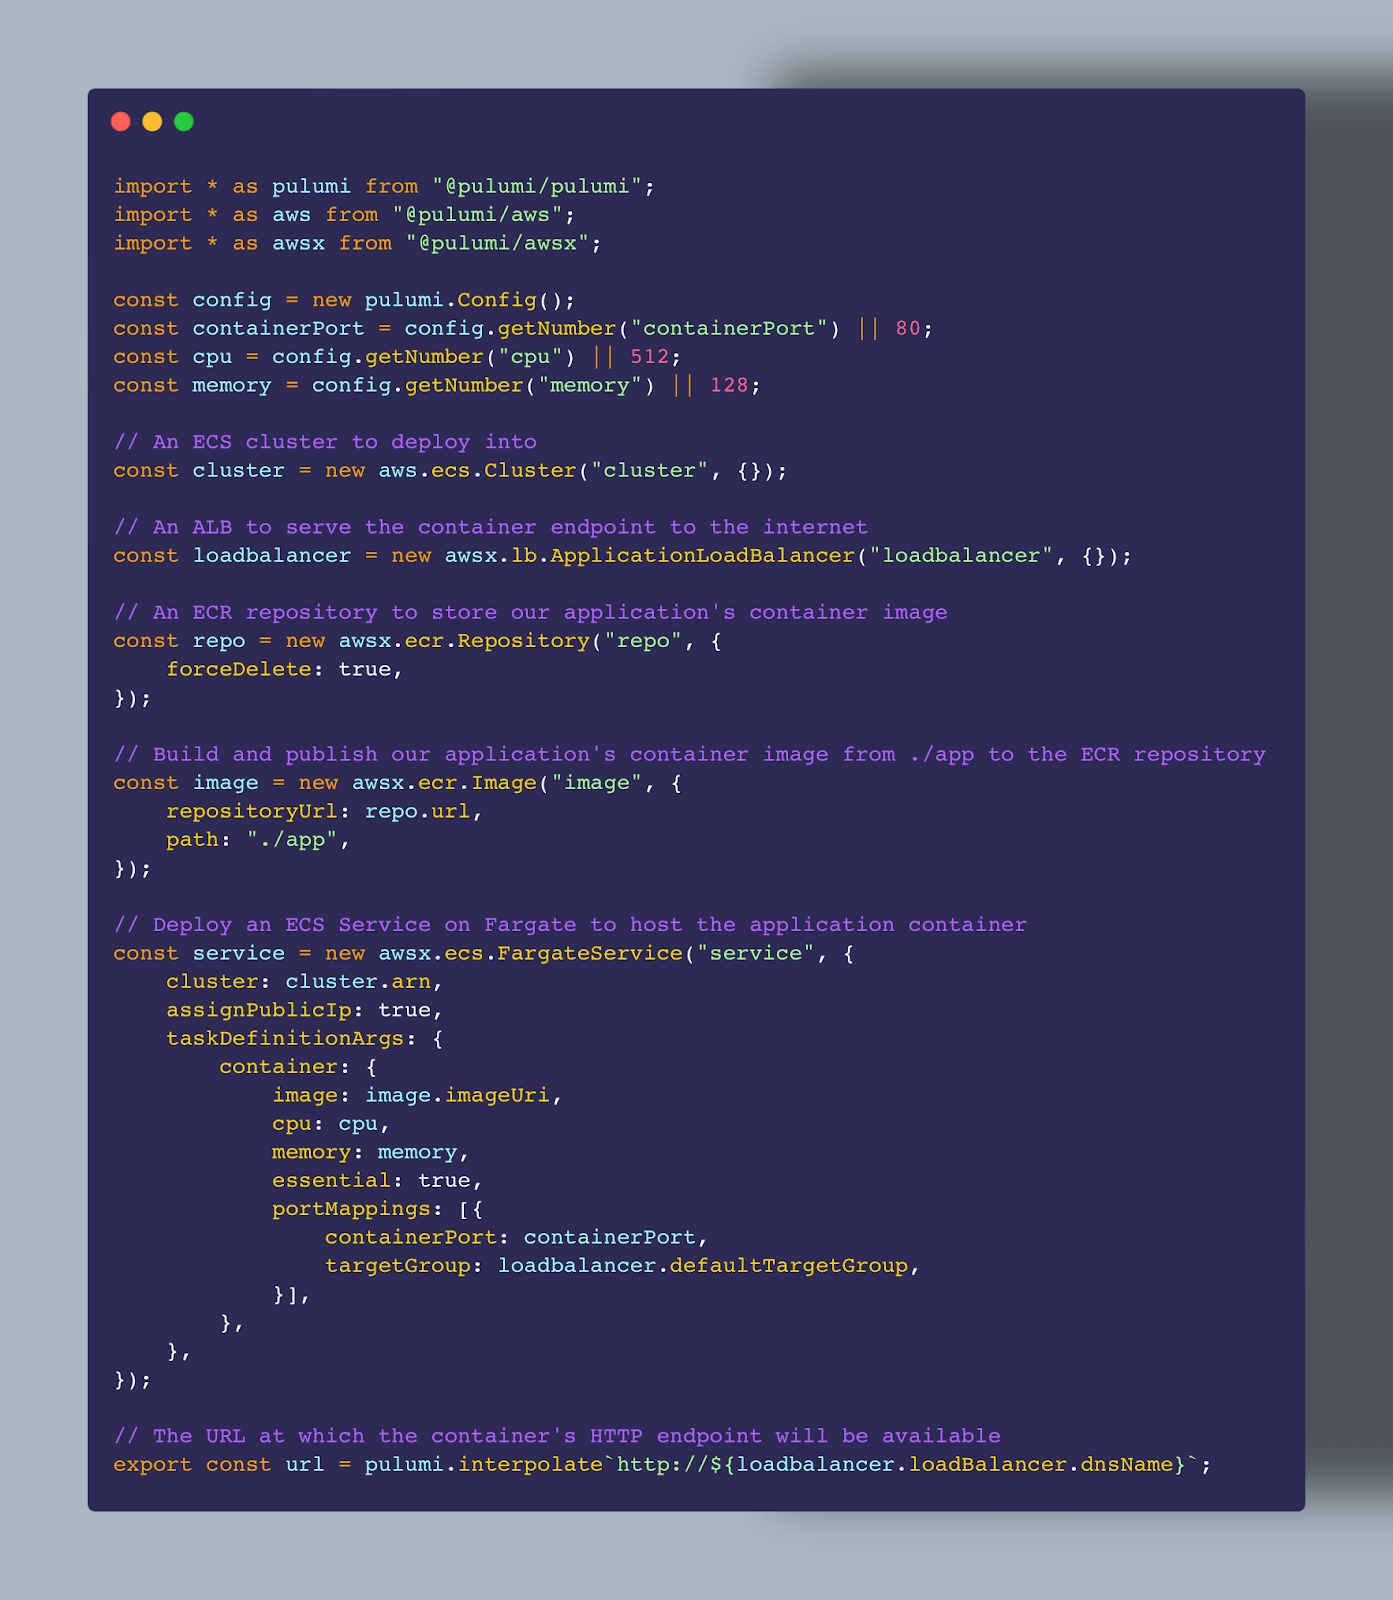 import * as pulumi from "@pulumi/pulumi";
import * as aws from "@pulumi/aws";
import * as awsx from "@pulumi/awsx";

const config = new pulumi.Config();
const containerPort = config.getNumber("containerPort") || 80;
const cpu = config.getNumber("cpu") || 512;
const memory = config.getNumber("memory") || 128;

// An ECS cluster to deploy into
const cluster = new aws.ecs.Cluster("cluster", {});

// An ALB to serve the container endpoint to the internet
const loadbalancer = new awsx.lb.ApplicationLoadBalancer("loadbalancer", {});

// An ECR repository to store our application's container image
const repo = new awsx.ecr.Repository("repo", {
    forceDelete: true,
});

// Build and publish our application's container image from ./app to the ECR repository
const image = new awsx.ecr.Image("image", {
    repositoryUrl: repo.url,
    path: "./app",
});

// Deploy an ECS Service on Fargate to host the application container
const service = new awsx.ecs.FargateService("service", {
    cluster: cluster.arn,
    assignPublicIp: true,
    taskDefinitionArgs: {
        container: {
            image: image.imageUri,
            cpu: cpu,
            memory: memory,
            essential: true,
            portMappings: [{
                containerPort: containerPort,
                targetGroup: loadbalancer.defaultTargetGroup,
            }],
        },
    },
});

// The URL at which the container's HTTP endpoint will be available
export const url = pulumi.interpolate`http://${loadbalancer.loadBalancer.dnsName}`;